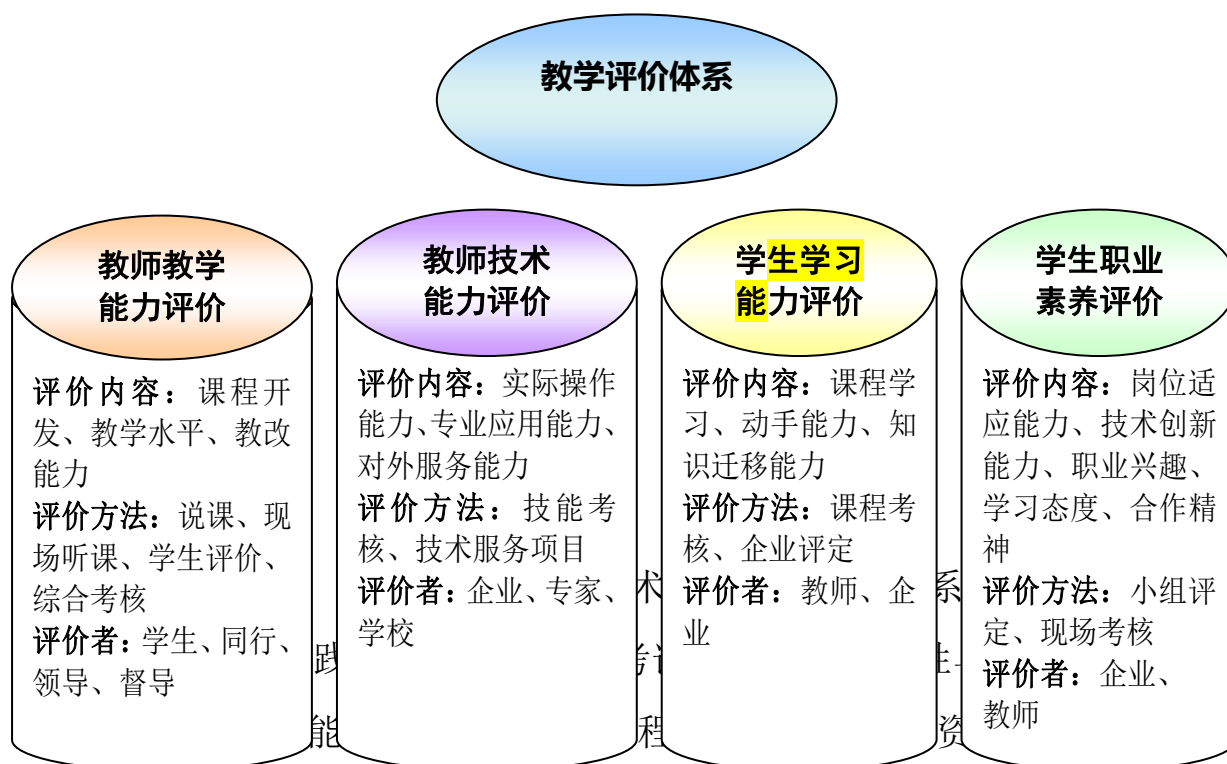 教学评价体系
教师教学
能力评价
评价内容：课程开
发、教学水平、教改
能力
评价方法：说课、现
场听课、学生评价、
综合考核
评价者：学生、同行、
领导、督导
教师技术
能力评价
评价内容：实际操作
能力、专业应用能力、
对外服务能力
评价方法：技能考
核、技术服务项目
评价者：企业、专家、
学校
学生学习
能力评价
评价内容：课程学
习、动手能力、知
识迁移能力
评价方法：课程考
核、企业评定
评价者：教师、企
业
学生职业
素养评价
评价内容：岗位适
应能力、技术创新
能力、职业兴趣、
学习态度、合作精
神
评价方法：小组评
定、现场考核
评价者：企业、
教师
术 系
践
能 程 资